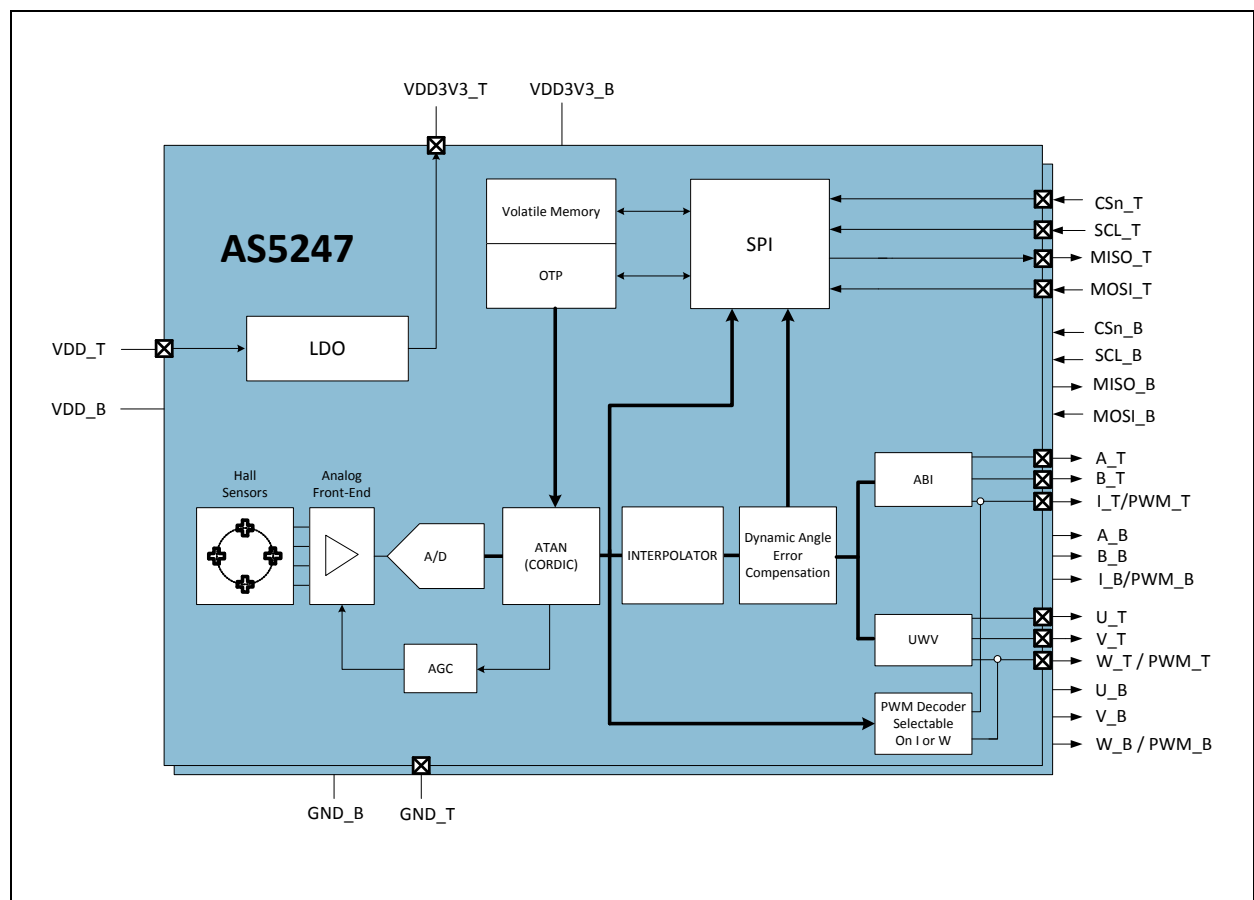 VDD3V3_T
VDD3V3_B
AS5247
Volatile Memory
OTP
SPI
CSn_T
SCL_T
MISO_T
MOSI_T
LDO
VDD_T
VDD_B
CSn_B
SCL_B
MISO_B
MOSI_B
Hall
Sensors
Analog
Front-End
A/D
ATAN
(CORDIC)
INTERPOLATOR
Dynamic Angle
Error
Compensation
AGC
ABI
A_T
B_T
I_T/PWM_T
A_B
B_B
I_B/PWM_B
UWV
U_T
V_T
W_T / PWM_T
PWM Decoder
Selectable
On I or W
U_B
V_B
W_B / PWM_B
GND_B
GND_T